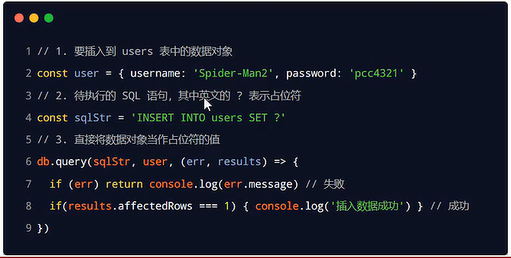 1 // 1. 要插入到 users 表中的数据对象
2 const user = { username: 'Spider-Man2', password: 'pcc4321' }
3 // 2. 待执行的 SQL 语句，其中英文的 ? 表示占位符
4 const sqlStr = 'INSERT INTO users SET ?'
5 // 3. 直接将数据对象当作占位符的值
6 db.query(sqlStr, user, (err, results) => {
7   if (err) return console.log(err.message) // 失败
8   if(results.affectedRows === 1) { console.log('插入数据成功') } // 成功
9 })